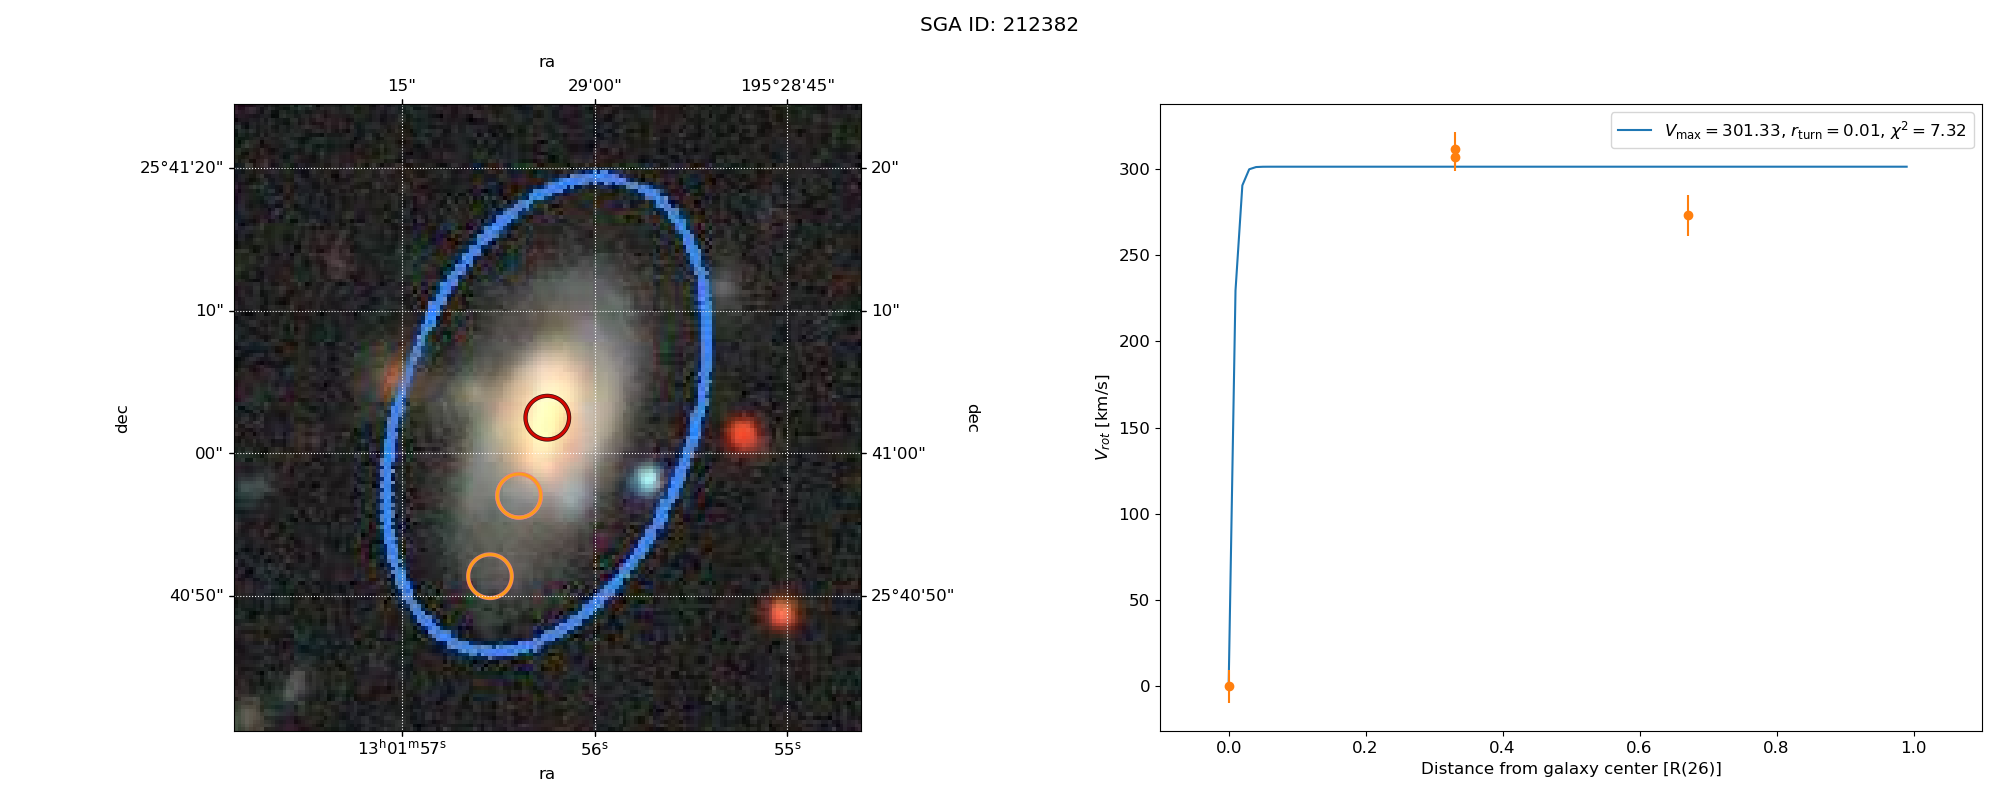 SGA ID: 212382
ra
15" 29'00" 195°28'45"
25°41'20" 20"
10" 10"
dec dec
00" 41'00"
40'50" 25°40'50"
13h01m57s 56s 55s
ra
Vmax = 301.33, rturn = 0.01, χ² = 7.32
300
250
200
150
100
50
0
Vrot [km/s]
0.0 0.2 0.4 0.6 0.8 1.0
Distance from galaxy center [R(26)]